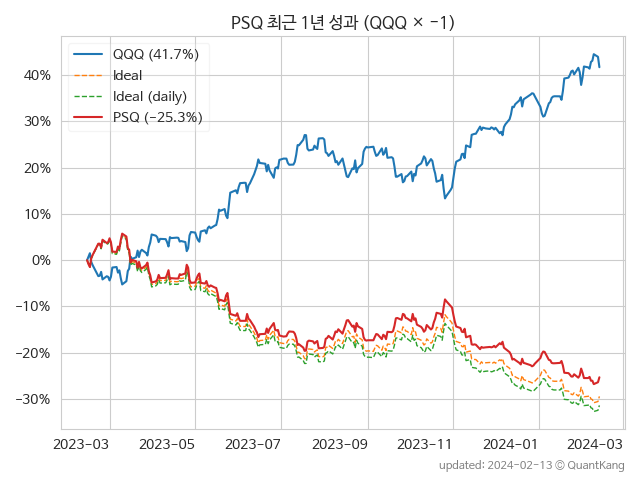 PSQ 최근 1년 성과 (QQQ × −1)
QQQ (41.7%)
Ideal
Ideal (daily)
PSQ (−25.3%)
40%
30%
20%
10%
0%
−10%
−20%
−30%
2023-03 2023-05 2023-07 2023-09 2023-11 2024-01 2024-03
updated: 2024-02-13 © QuantKang